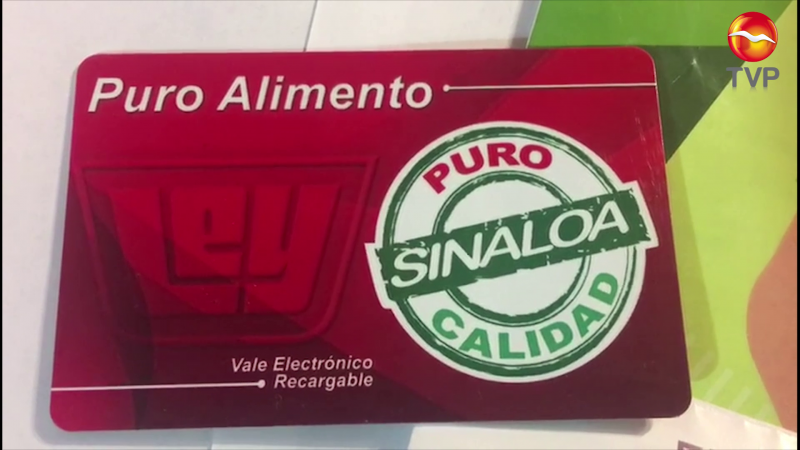 TVP
Puro Alimento
Ley
PURO
SINALOA
CALIDAD
Vale Electrónico
Recargable